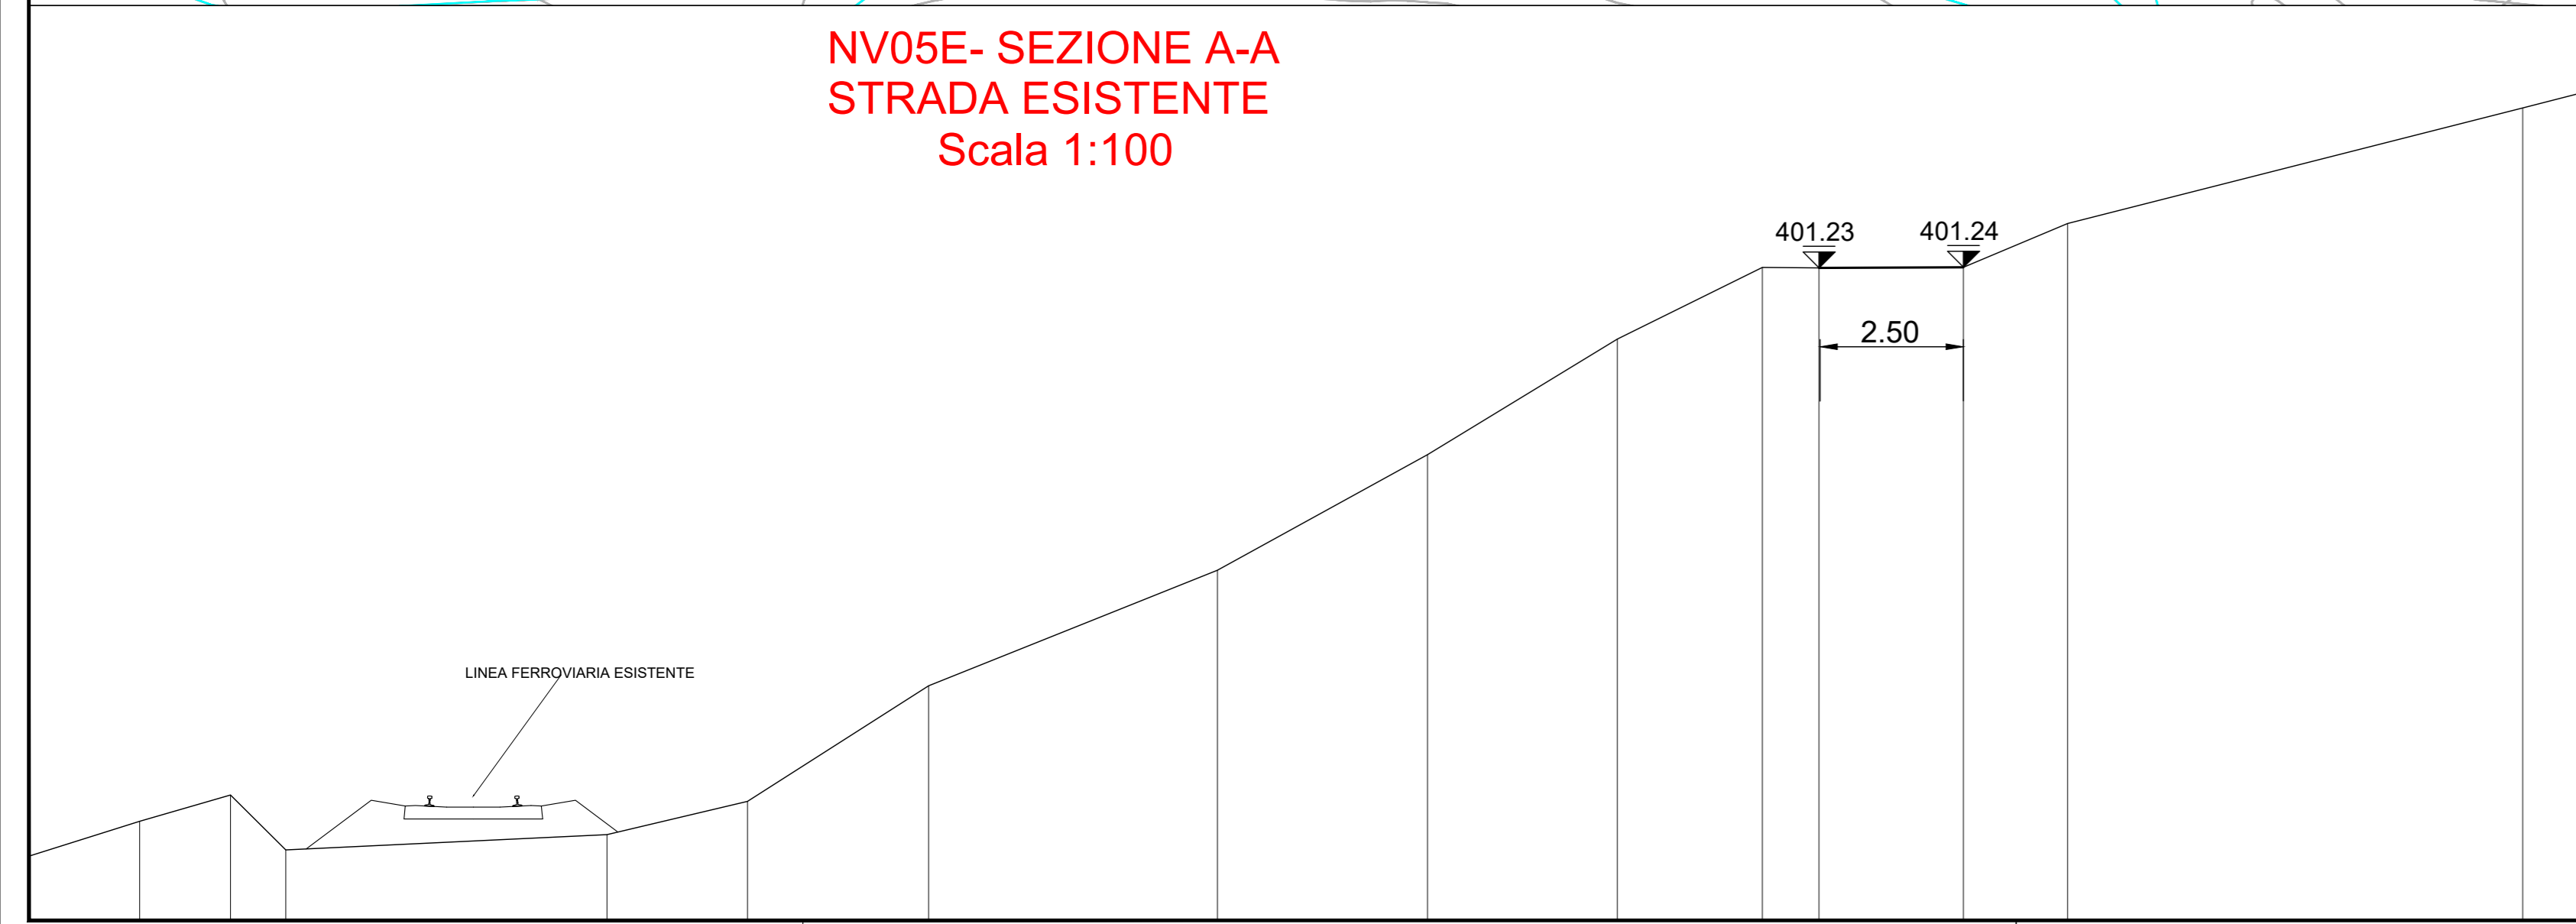 NV05E- SEZIONE A-A
STRADA ESISTENTE
Scala 1:100
401.23
401.24
2.50
LINEA FERROVIARIA ESISTENTE